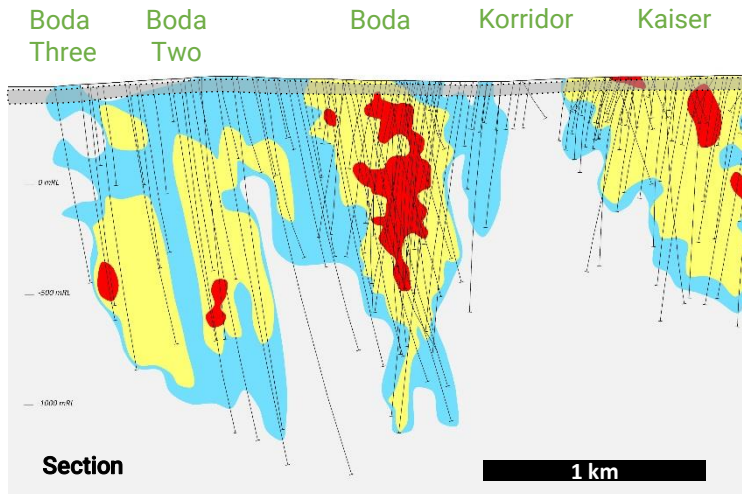 Boda Three
Boda Two
Boda
Korridor
Kaiser
0 mRL
-500 mRL
-1000 mRL
Section
1 km